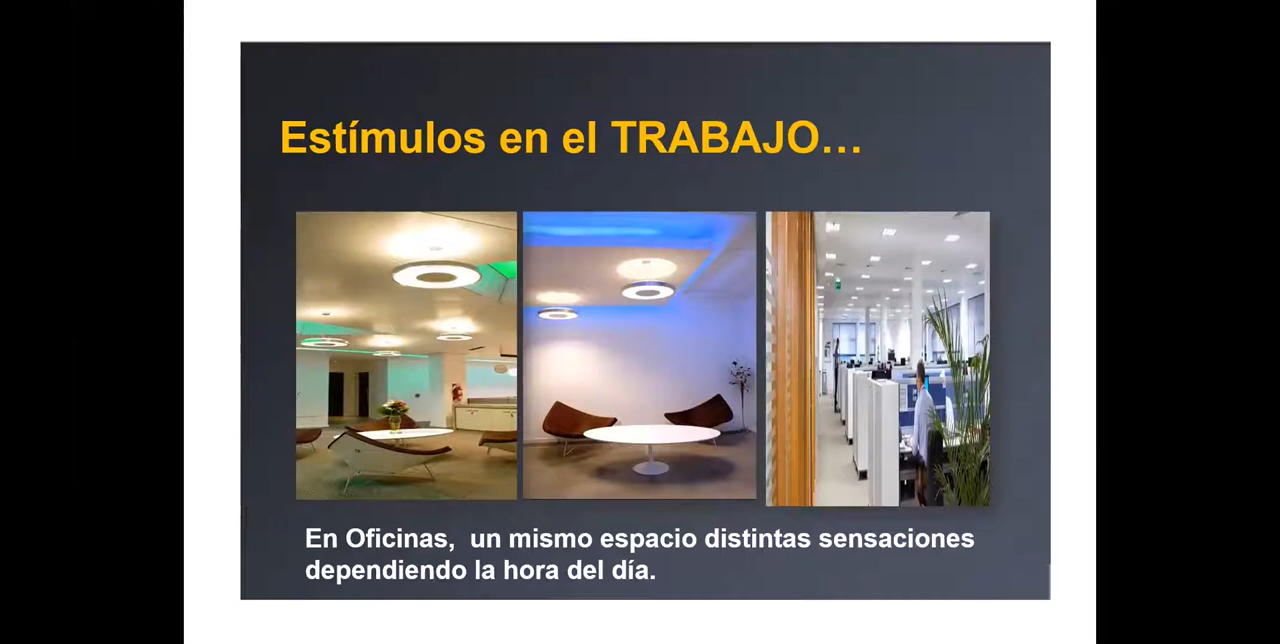 Estímulos en el TRABAJO…
En Oficinas, un mismo espacio distintas sensaciones
dependiendo la hora del día.